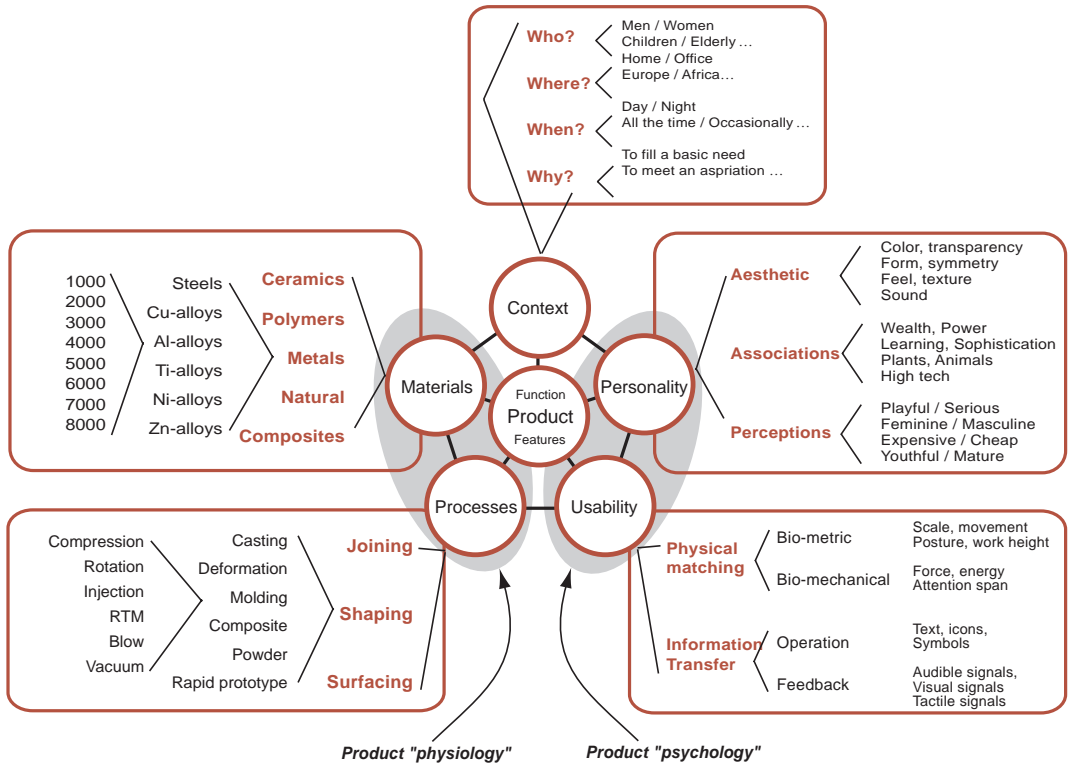 Who?
Men / Women
Children / Elderly ...
Where?
Home / Office
Europe / Africa...
When?
Day / Night
All the time / Occasionally ...
Why?
To fill a basic need
To meet an aspriation ...
1000
2000
3000
4000
5000
6000
7000
8000
Steels
Cu-alloys
Al-alloys
Ti-alloys
Ni-alloys
Zn-alloys
Ceramics
Polymers
Metals
Natural
Composites
Context
Materials
Function
Product
Features
Personality
Processes
Usability
Aesthetic
Color, transparency
Form, symmetry
Feel, texture
Sound
Associations
Wealth, Power
Learning, Sophistication
Plants, Animals
High tech
Perceptions
Playful / Serious
Feminine / Masculine
Expensive / Cheap
Youthful / Mature
Compression
Rotation
Injection
RTM
Blow
Vacuum
Casting
Deformation
Molding
Composite
Powder
Rapid prototype
Joining
Shaping
Surfacing
Physical
matching
Bio-metric
Scale, movement
Posture, work height
Bio-mechanical
Force, energy
Attention span
Information
Transfer
Operation
Text, icons,
Symbols
Feedback
Audible signals,
Visual signals
Tactile signals
Product "physiology"
Product "psychology"